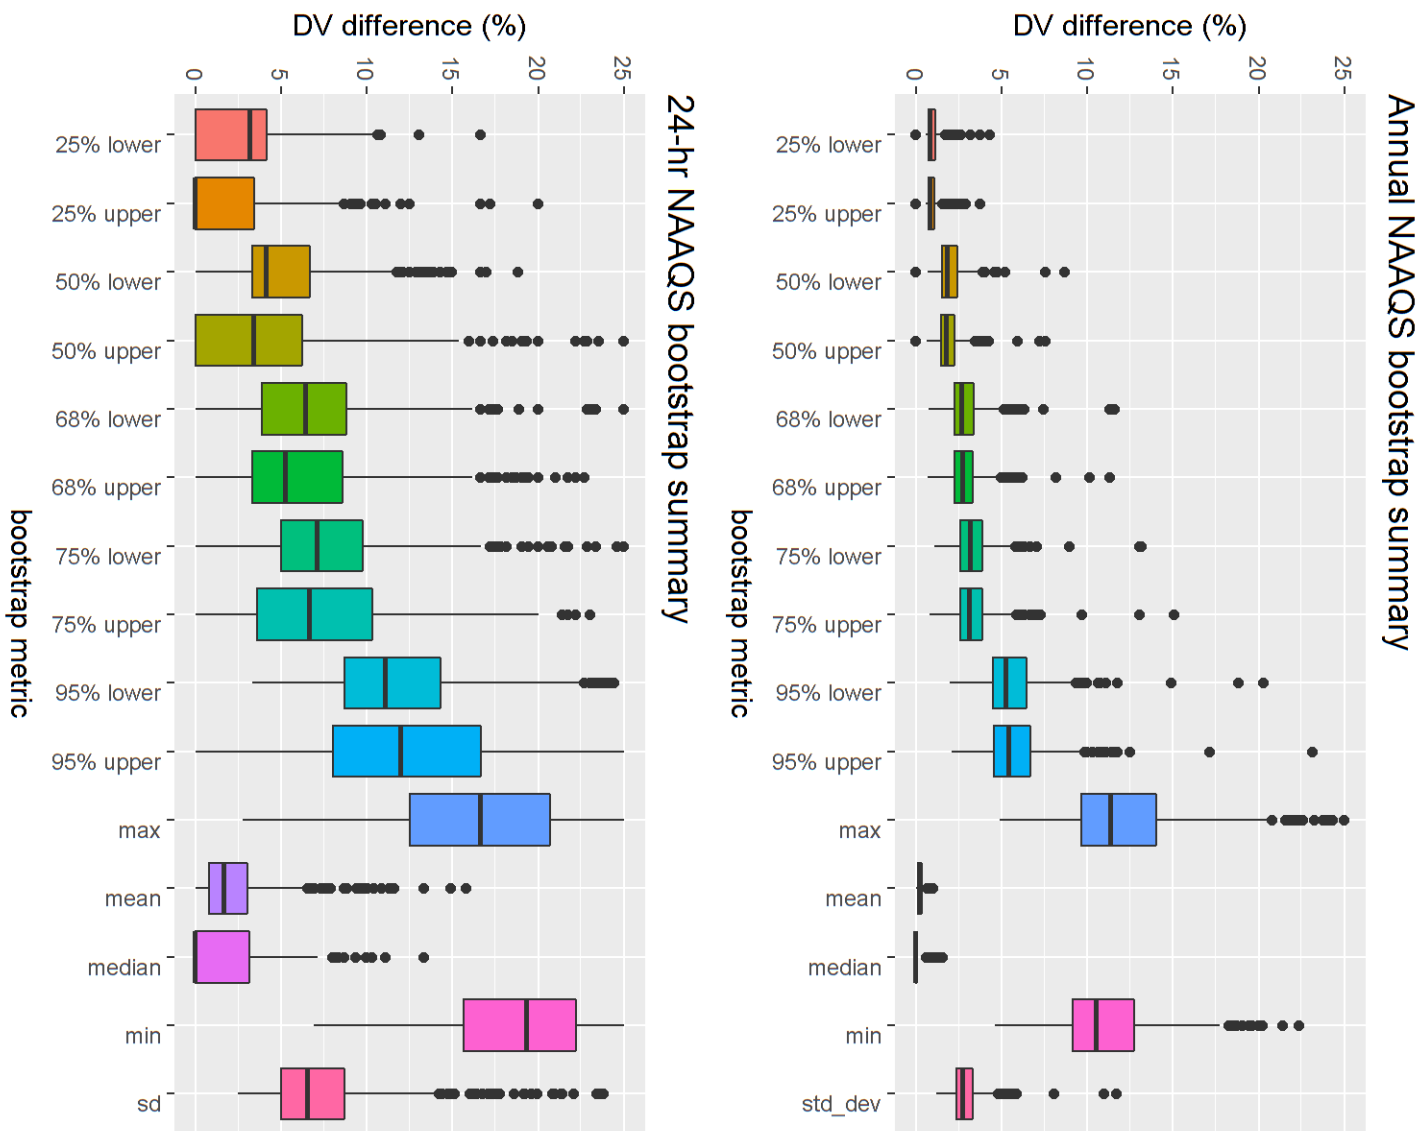 Annual NAAQS bootstrap summary
DV difference (%)
0 5 10 15 20 25
25% lower
25% upper
50% lower
50% upper
68% lower
68% upper
75% lower
75% upper
95% lower
95% upper
max
mean
median
min
std_dev
bootstrap metric
24-hr NAAQS bootstrap summary
DV difference (%)
0 5 10 15 20 25
25% lower
25% upper
50% lower
50% upper
68% lower
68% upper
75% lower
75% upper
95% lower
95% upper
max
mean
median
min
sd
bootstrap metric